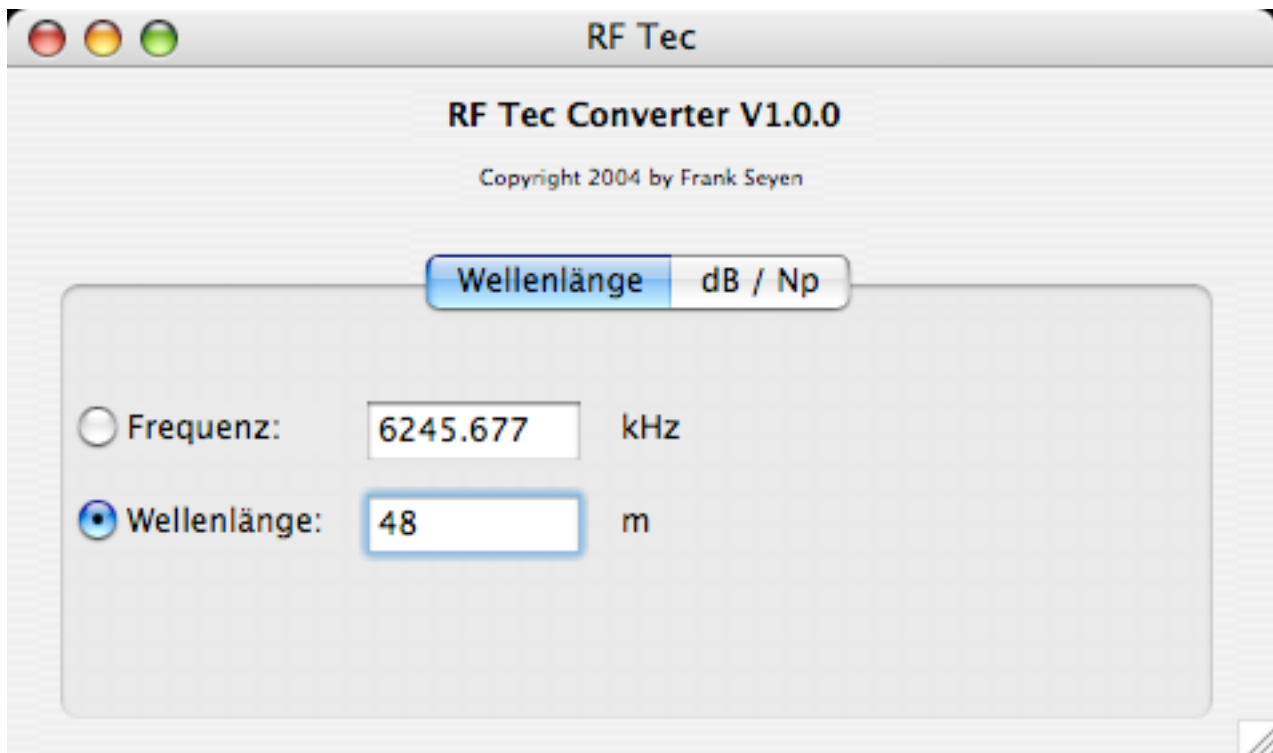 RF Tec
RF Tec Converter V1.0.0
Copyright 2004 by Frank Seyen
Wellenlänge dB / Np
Frequenz: 6245.677 kHz
Wellenlänge: 48 m